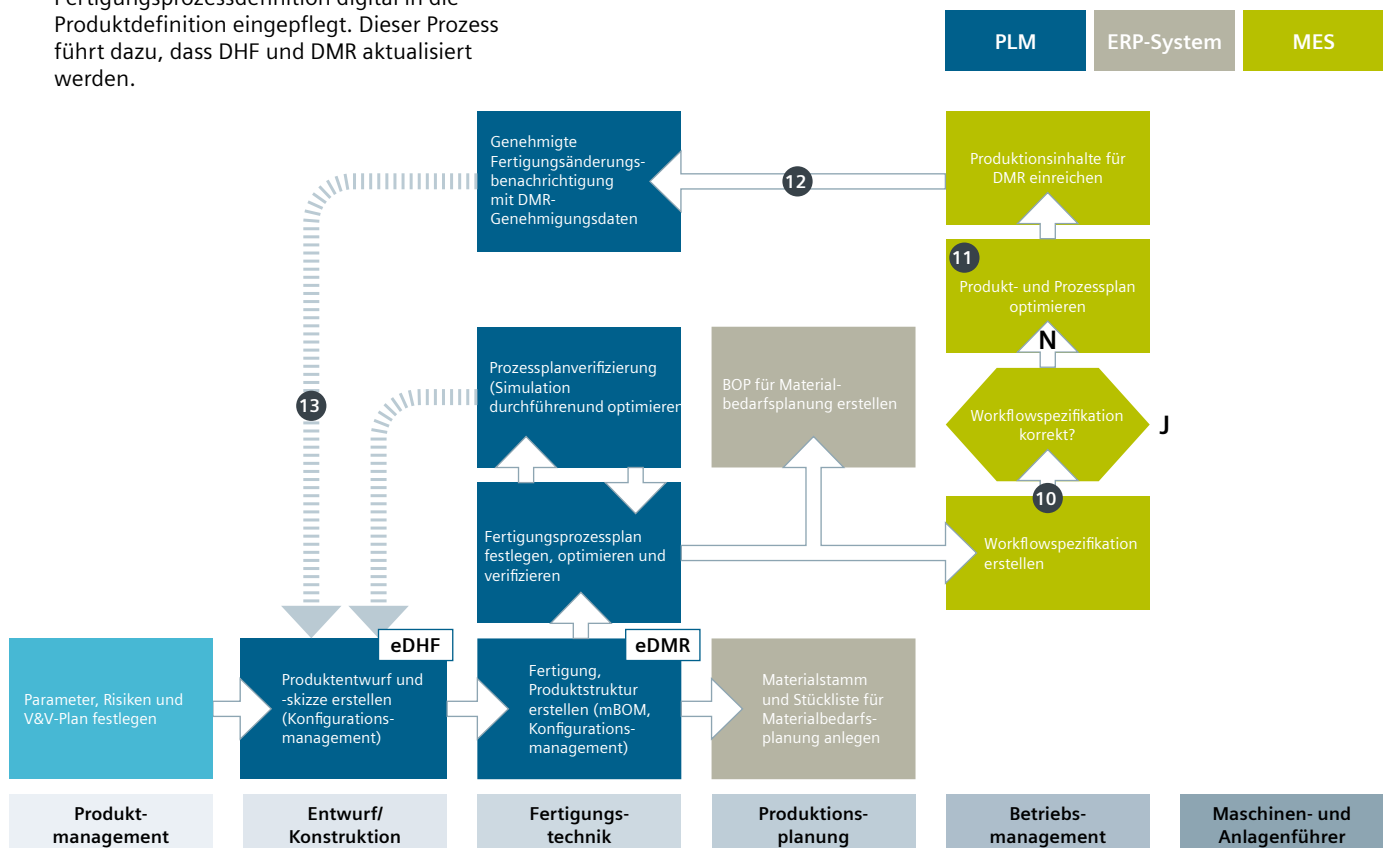 Fertigungsprozessdefinition digital in die
Produktdefinition eingepflegt. Dieser Prozess
führt dazu, dass DHF und DMR aktualisiert
werden.
PLM
ERP-System
MES
Genehmigte
Fertigungsänderungs-
benachrichtigung
mit DMR-
Genehmigungsdaten
12
Produktionsinhalte für
DMR einreichen
11
Produkt- und Prozessplan
optimieren
N
13
Prozessplanverifizierung
(Simulation
durchführenund optimieren
BOP für Material-
bedarfsplanung erstellen
Workflowspezifikation
korrekt?
J
10
Fertigungsprozessplan
festlegen, optimieren und
verifizieren
Workflowspezifikation
erstellen
Parameter, Risiken und
V&V-Plan festlegen
eDHF
Produktentwurf und
-skizze erstellen
(Konfigurations-
management)
eDMR
Fertigung,
Produktstruktur
erstellen (mBOM,
Konfigurations-
management)
Materialstamm
und Stückliste für
Materialbedarfs-
planung anlegen
Produkt-
management
Entwurf/
Konstruktion
Fertigungs-
technik
Produktions-
planung
Betriebs-
management
Maschinen- und
Anlagenführer